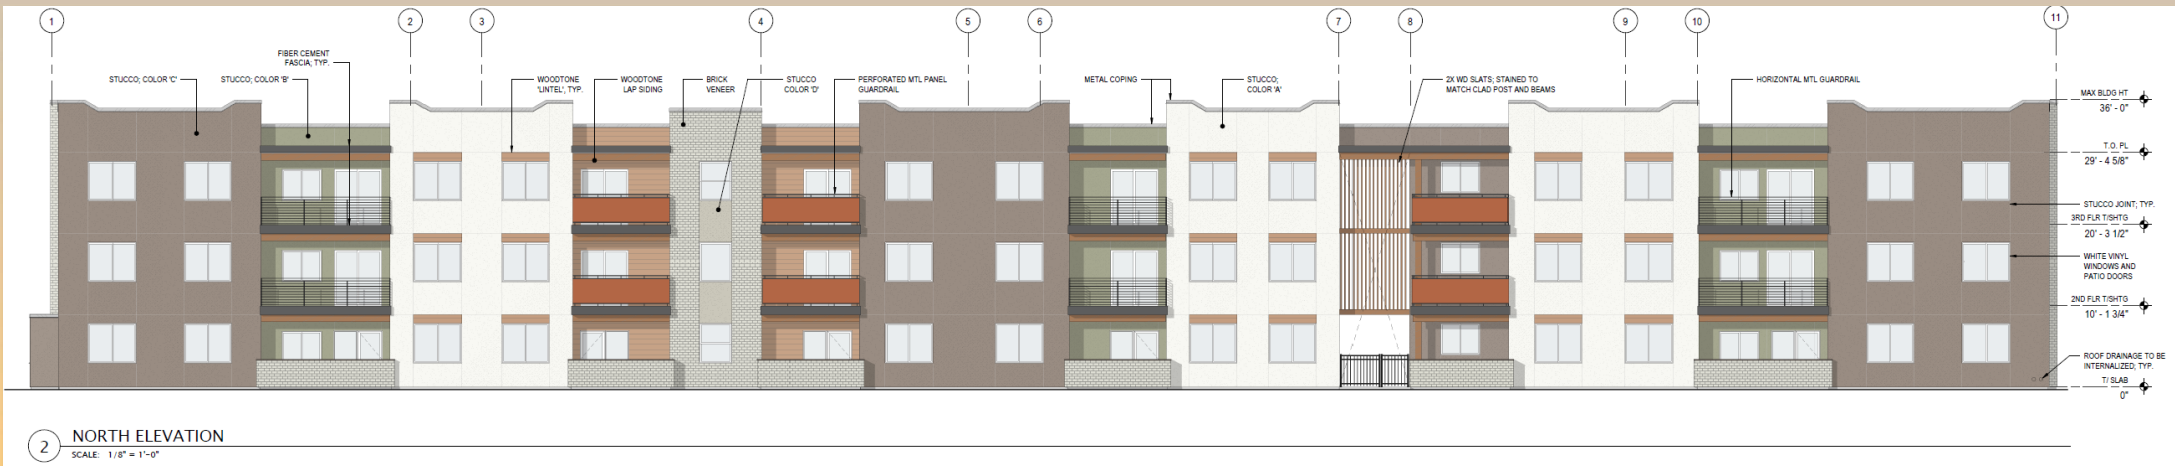 1
2
3
4
5
6
7
8
9
10
11
FIBER CEMENT
FASCIA; TYP.
STUCCO; COLOR 'C'
STUCCO; COLOR 'B'
WOODTONE
'LINTEL', TYP.
WOODTONE
LAP SIDING
BRICK
VENEER
STUCCO
COLOR 'D'
PERFORATED MTL PANEL
GUARDRAIL
METAL COPING
STUCCO;
COLOR 'A'
2X WD SLATS; STAINED TO
MATCH CLAD POST AND BEAMS
HORIZONTAL MTL GUARDRAIL
MAX BLDG HT
36' - 0"
T.O. PL
29' - 4 5/8"
STUCCO JOINT; TYP.
3RD FLR T/SHTG
20' - 3 1/2"
WHITE VINYL
WINDOWS AND
PATIO DOORS
2ND FLR T/SHTG
10' - 1 3/4"
ROOF DRAINAGE TO BE
INTERNALIZED; TYP.
T/ SLAB
0"
2
NORTH ELEVATION
SCALE: 1/8" = 1'-0"